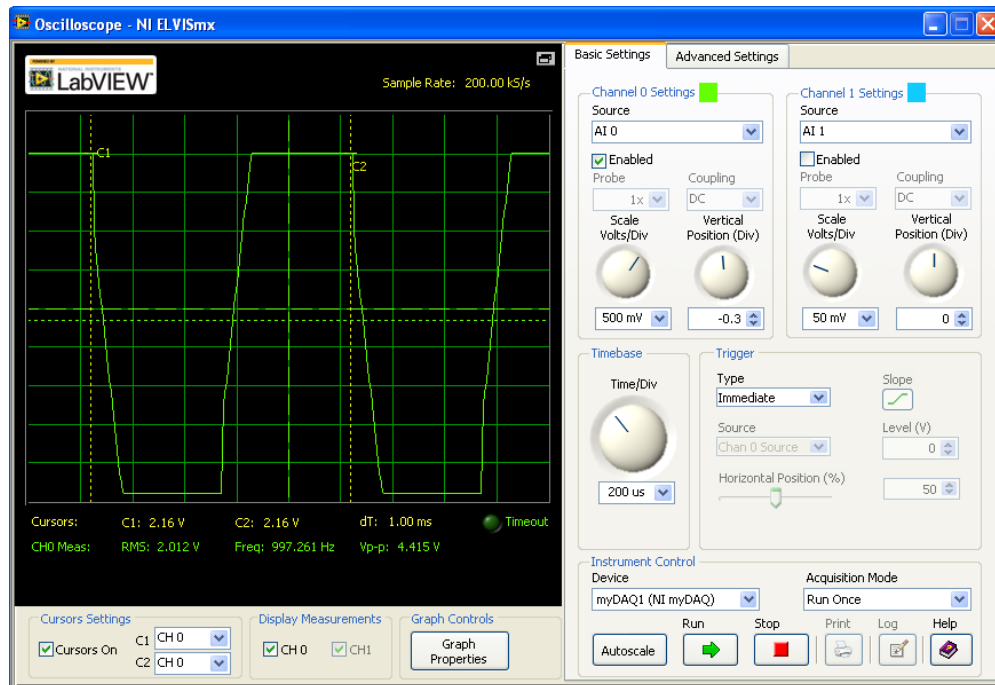 Oscilloscope - NI ELVISmx
POWERED BY
NATIONAL INSTRUMENTS
LabVIEW™
Sample Rate: 200.00 kS/s
C1
C2
Cursors: C1: 2.16 V C2: 2.16 V dT: 1.00 ms Timeout
CH0 Meas: RMS: 2.012 V Freq: 997.261 Hz Vp-p: 4.415 V
Cursors Settings
Cursors On
C1 CH 0
C2 CH 0
Display Measurements
CH 0 CH1
Graph Controls
Graph
Properties
Basic Settings Advanced Settings
Channel 0 Settings
Source
AI 0
Enabled
Probe Coupling
1x DC
Scale Vertical
Volts/Div Position (Div)
500 mV -0.3
Channel 1 Settings
Source
AI 1
Enabled
Probe Coupling
1x DC
Scale Vertical
Volts/Div Position (Div)
50 mV 0
Timebase
Time/Div
200 us
Trigger
Type Slope
Immediate
Source Level (V)
Chan 0 Source 0
Horizontal Position (%)
50
Instrument Control
Device Acquisition Mode
myDAQ1 (NI myDAQ) Run Once
Run Stop Print Log Help
Autoscale